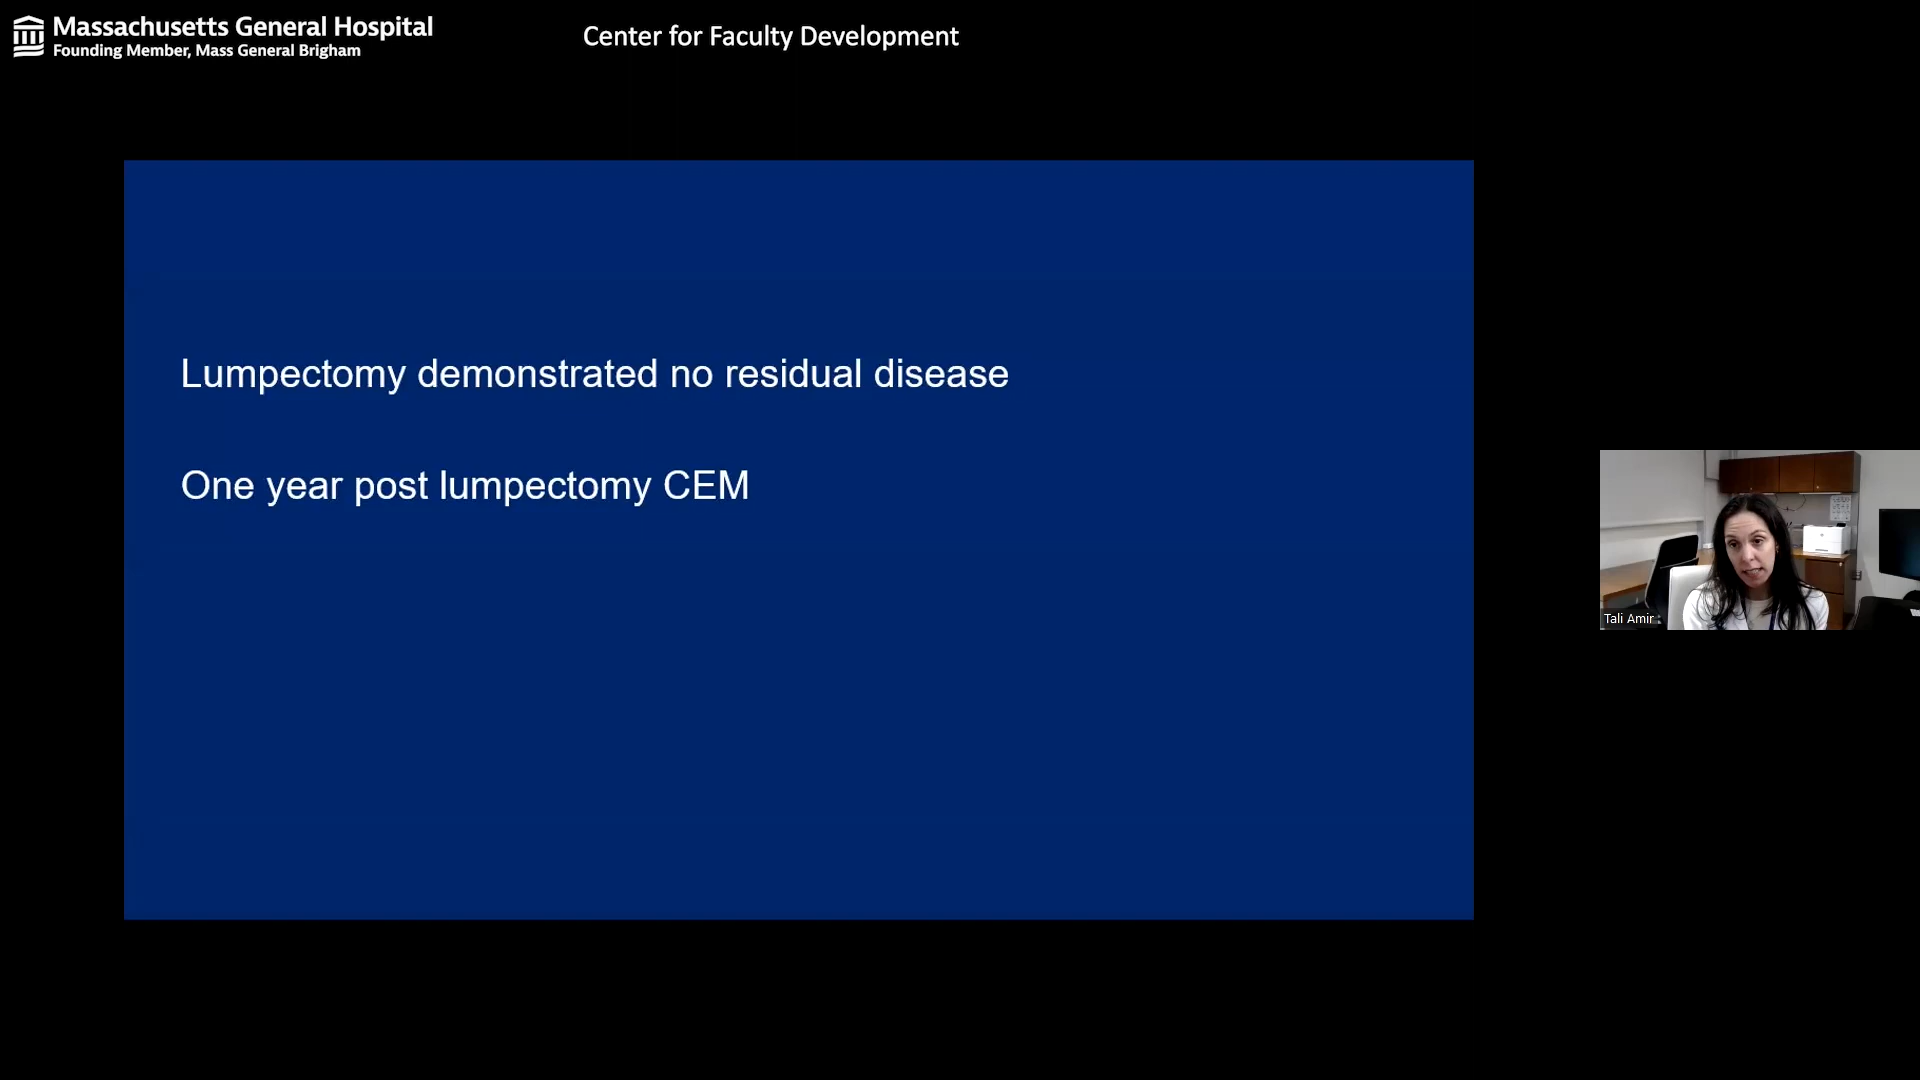 Massachusetts General Hospital
Founding Member, Mass General Brigham
Center for Faculty Development
Lumpectomy demonstrated no residual disease
One year post lumpectomy CEM
Tali Amir